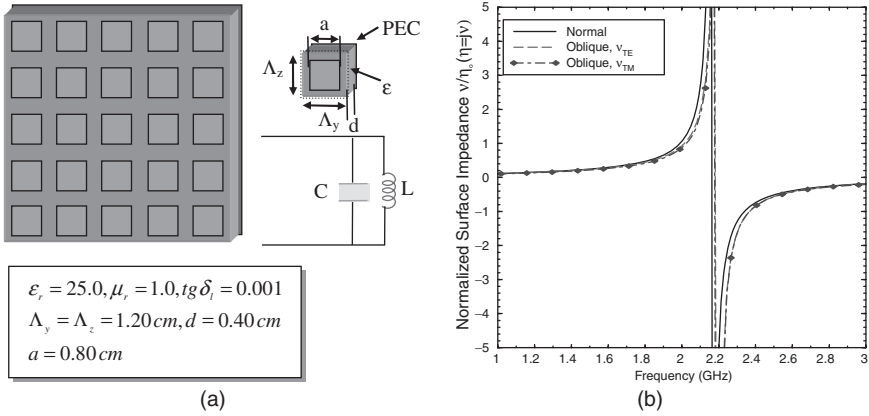 a
PEC
Λz
ε
Λy
d
C
L
εr = 25.0, μr = 1.0, tgδl = 0.001
Λy = Λz = 1.20 cm, d = 0.40 cm
a = 0.80 cm
(a)
Normalized Surface Impedance ν/ηo(η=jν)
5
4
3
2
1
0
-1
-2
-3
-4
-5
Normal
Oblique, νTE
Oblique, νTM
1 1.2 1.4 1.6 1.8 2 2.2 2.4 2.6 2.8 3
Frequency (GHz)
(b)